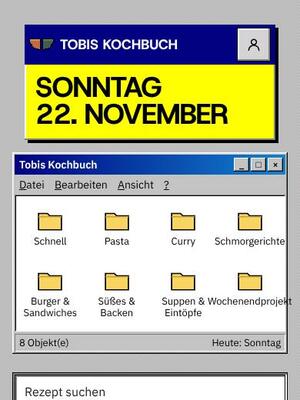 TOBIS KOCHBUCH
SONNTAG
22. NOVEMBER
Tobis Kochbuch
Datei Bearbeiten Ansicht ?
Schnell Pasta Curry Schmorgerichte
Burger & Süßes & Suppen & Wochenendprojekt
Sandwiches Backen Eintöpfe
8 Objekt(e) Heute: Sonntag
Rezept suchen